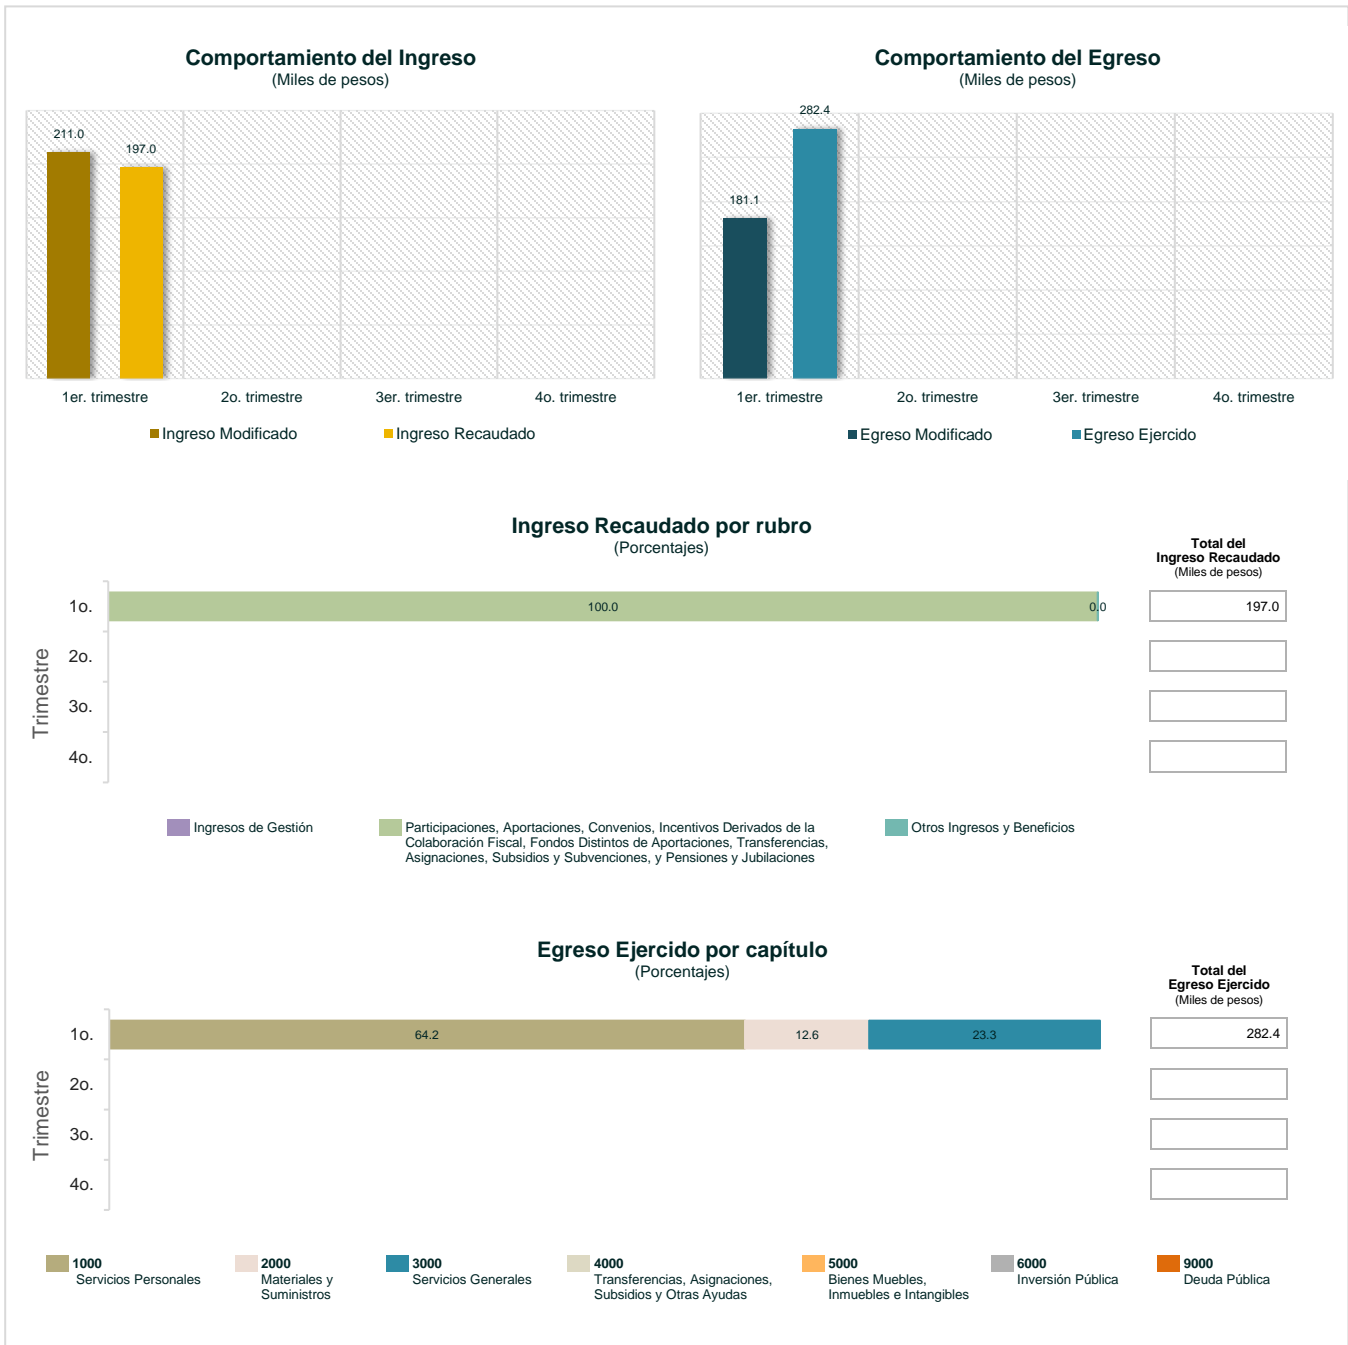 Comportamiento del Ingreso
(Miles de pesos)
211.0
197.0
1er. trimestre
2o. trimestre
3er. trimestre
4o. trimestre
Ingreso Modificado
Ingreso Recaudado
Comportamiento del Egreso
(Miles de pesos)
282.4
181.1
1er. trimestre
2o. trimestre
3er. trimestre
4o. trimestre
Egreso Modificado
Egreso Ejercido
Ingreso Recaudado por rubro
(Porcentajes)
Total del
Ingreso Recaudado
(Miles de pesos)
Trimestre
1o.
100.0
0.0
197.0
2o.
3o.
4o.
Ingresos de Gestión
Participaciones, Aportaciones, Convenios, Incentivos Derivados de la
Colaboración Fiscal, Fondos Distintos de Aportaciones, Transferencias,
Asignaciones, Subsidios y Subvenciones, y Pensiones y Jubilaciones
Otros Ingresos y Beneficios
Egreso Ejercido por capítulo
(Porcentajes)
Total del
Egreso Ejercido
(Miles de pesos)
Trimestre
1o.
64.2
12.6
23.3
282.4
2o.
3o.
4o.
1000
Servicios Personales
2000
Materiales y
Suministros
3000
Servicios Generales
4000
Transferencias, Asignaciones,
Subsidios y Otras Ayudas
5000
Bienes Muebles,
Inmuebles e Intangibles
6000
Inversión Pública
9000
Deuda Pública